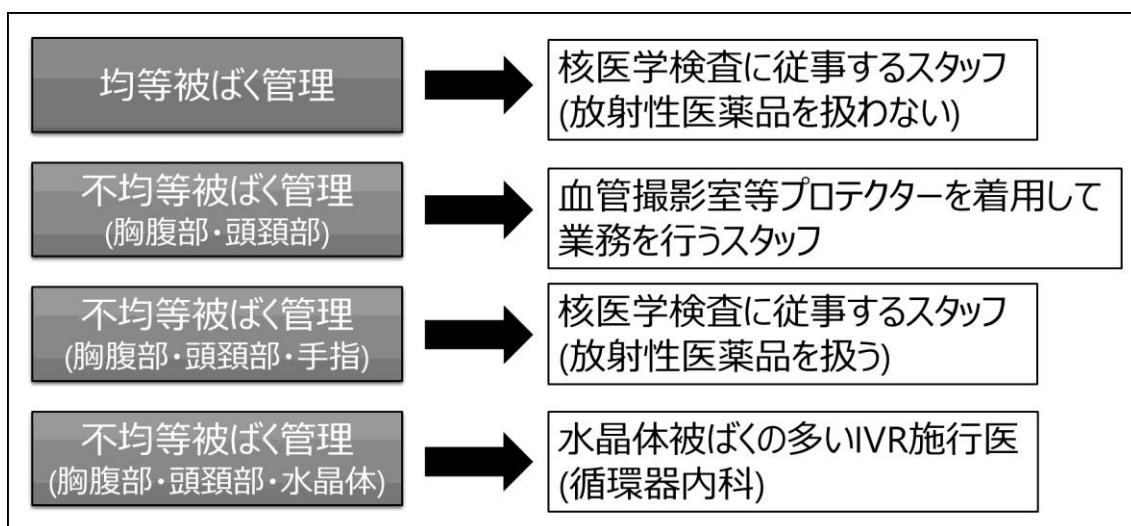 均等被ばく管理
核医学検査に従事するスタッフ
(放射性医薬品を扱わない)
不均等被ばく管理
(胸腹部・頭頚部)
血管撮影室等プロテクターを着用して
業務を行うスタッフ
不均等被ばく管理
(胸腹部・頭頚部・手指)
核医学検査に従事するスタッフ
(放射性医薬品を扱う)
不均等被ばく管理
(胸腹部・頭頚部・水晶体)
水晶体被ばくの多いIVR施行医
(循環器内科)